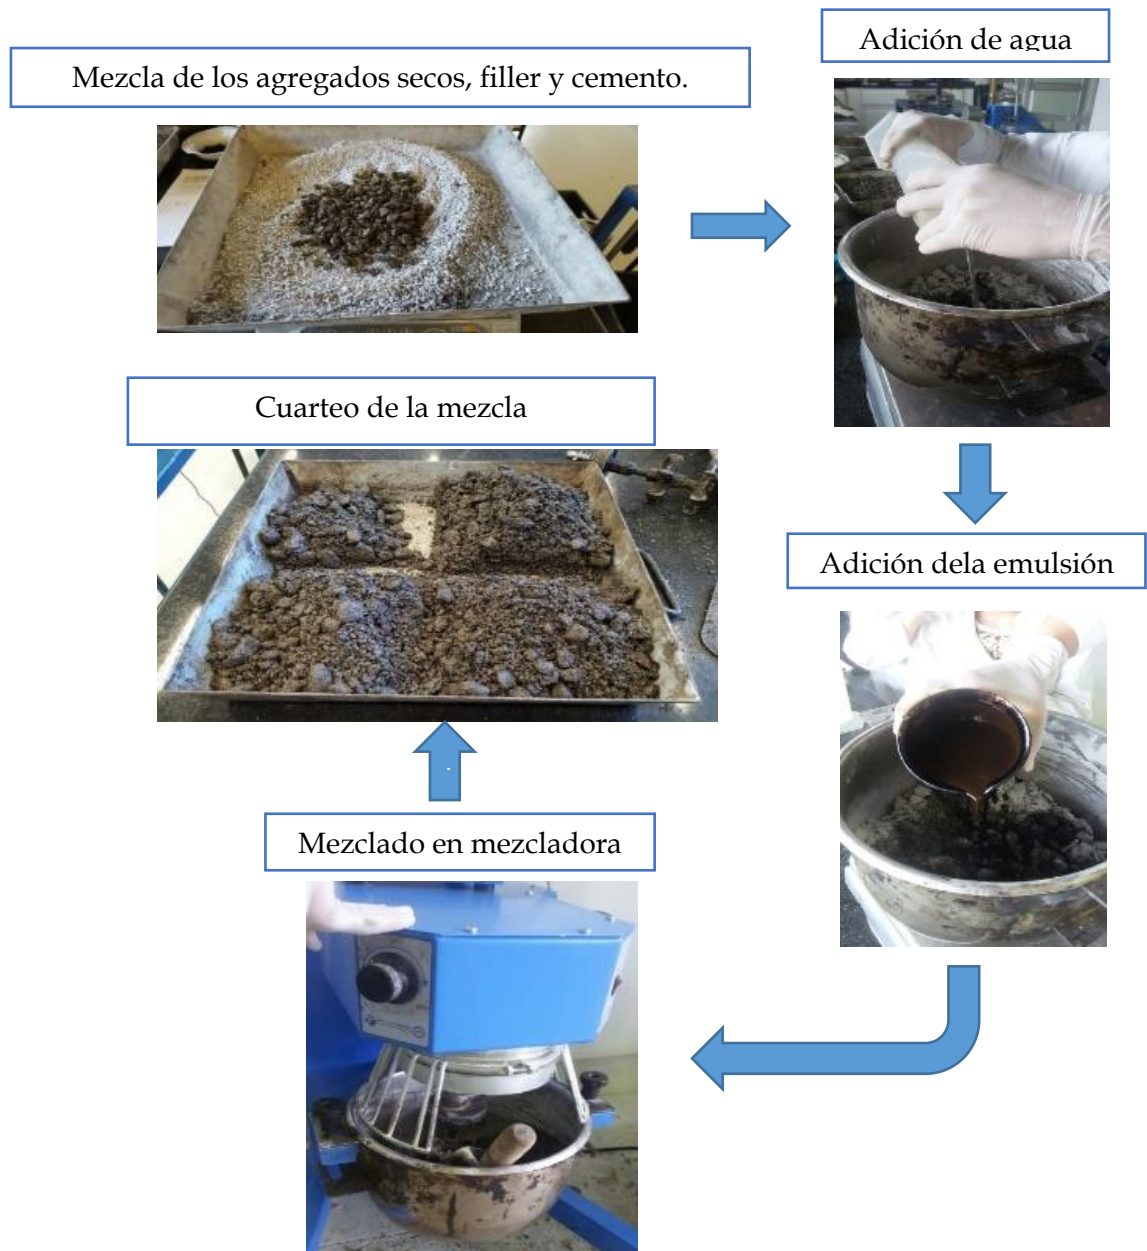 Mezcla de los agregados secos, filler y cemento.
Adición de agua
Adición dela emulsión
Mezclado en mezcladora
Cuarteo de la mezcla